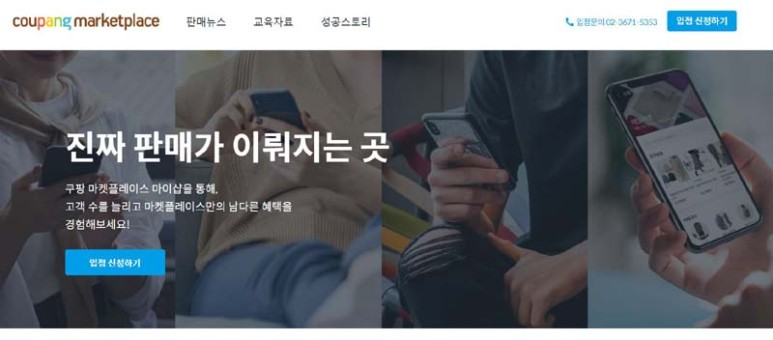 coupang marketplace
판매뉴스
교육자료
성공스토리
입점문의 02-3671-5353
입점 신청하기
진짜 판매가 이뤄지는 곳
쿠팡 마켓플레이스 마이샵을 통해,
고객 수를 늘리고 마켓플레이스만의 남다른 혜택을
경험해보세요!
입점 신청하기